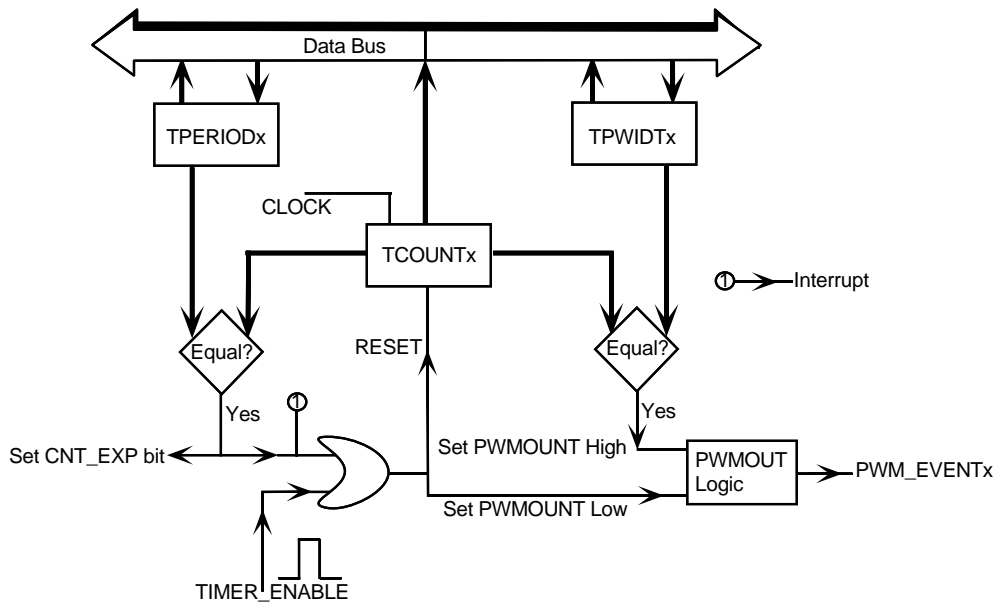 Data Bus
TPERIODx
TPWIDTx
CLOCK
TCOUNTx
1
Interrupt
Equal?
RESET
Equal?
Yes
1
Yes
Set CNT_EXP bit
Set PWMOUNT High
PWMOUT
Logic
PWM_EVENTx
Set PWMOUNT Low
TIMER_ENABLE